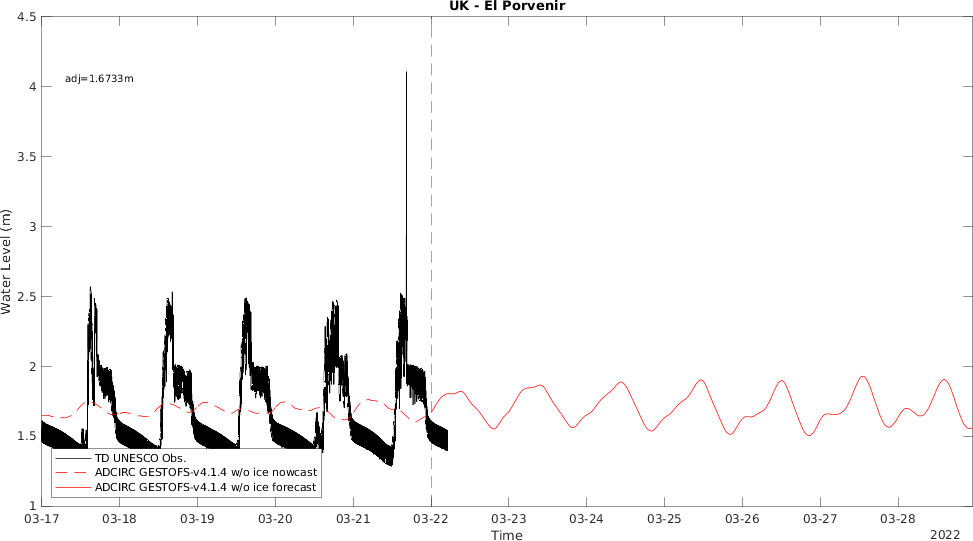 UK - El Porvenir
4.5
adj=1.6733m
4
3.5
3
Water Level (m)
2.5
2
1.5
TD UNESCO Obs.
ADCIRC GESTOFS-v4.1.4 w/o ice nowcast
ADCIRC GESTOFS-v4.1.4 w/o ice forecast
1
03-17 03-18 03-19 03-20 03-21 03-22 03-23 03-24 03-25 03-26 03-27 03-28
Time
2022